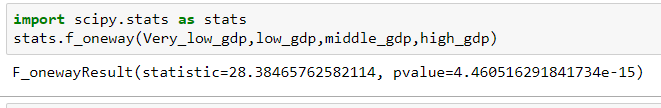 import scipy.stats as stats
stats.f_oneway(Very_low_gdp,low_gdp,middle_gdp,high_gdp)
F_onewayResult(statistic=28.38465762582114, pvalue=4.460516291841734e-15)